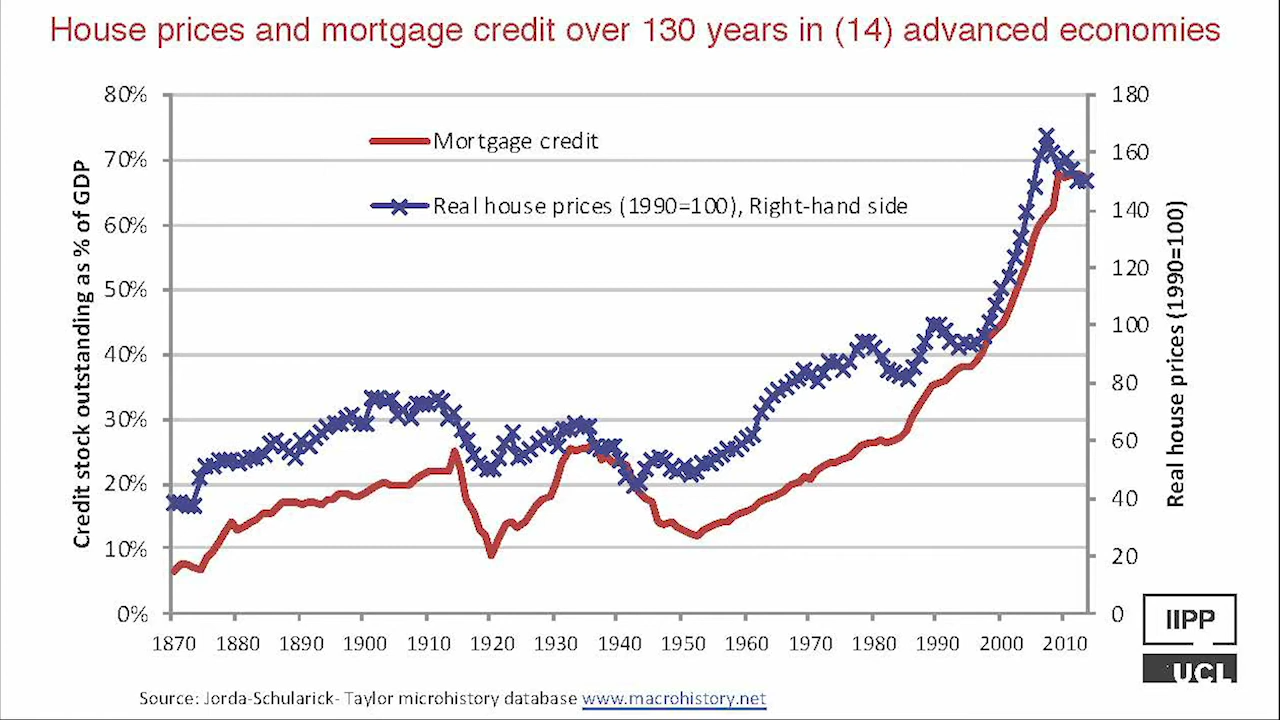 House prices and mortgage credit over 130 years in (14) advanced economies
80%
70%
60%
50%
40%
30%
20%
10%
0%
Credit stock outstanding as % of GDP
Mortgage credit
Real house prices (1990=100), Right-hand side
180
160
140
120
100
80
60
40
20
0
Real house prices (1990=100)
1870 1880 1890 1900 1910 1920 1930 1940 1950 1960 1970 1980 1990 2000 2010
IIPP
UCL
Source: Jorda-Schularick- Taylor microhistory database www.macrohistory.net